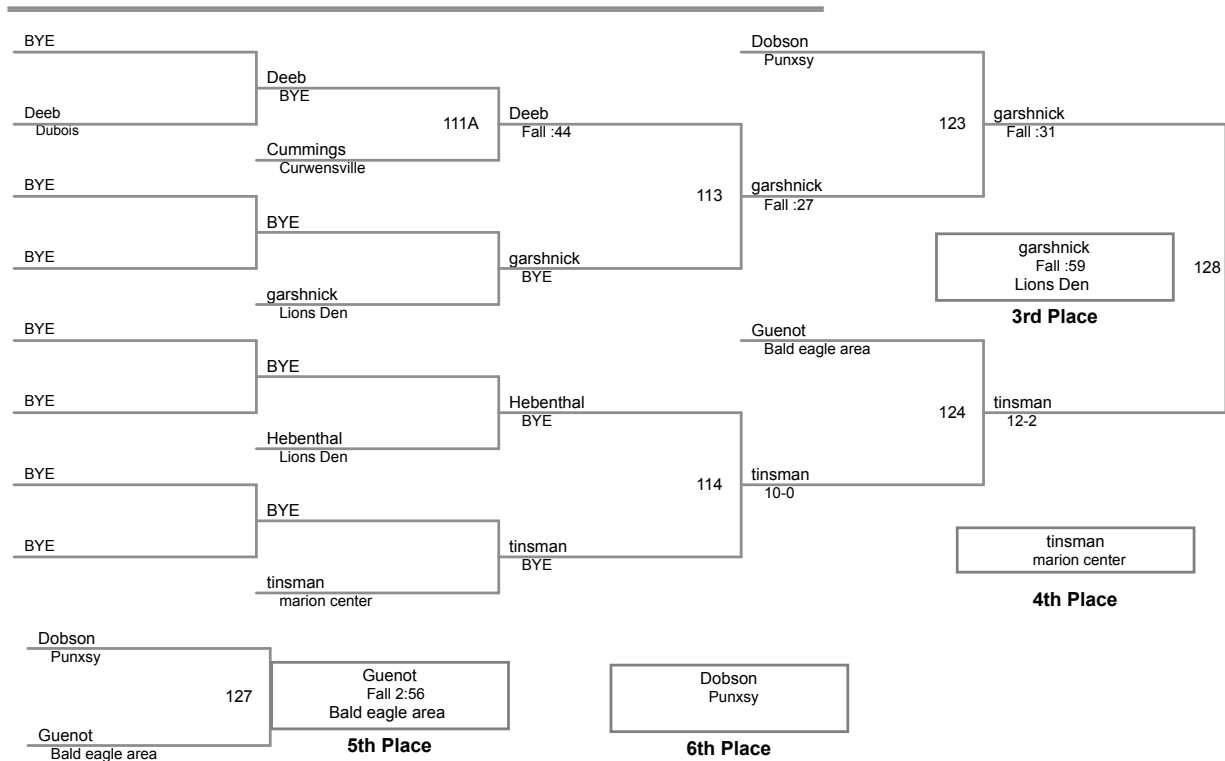 BYE
Deeb
Dubois
BYE
BYE
BYE
BYE
BYE
BYE
Deeb
BYE
Cummings
Curwensville
BYE
garshnick
Lions Den
BYE
Hebenthal
Lions Den
BYE
tinsman
marion center
111A
Deeb
Fall :44
garshnick
BYE
Hebenthal
BYE
tinsman
BYE
113
114
Dobson
Punxsy
garshnick
Fall :27
Guenot
Bald eagle area
tinsman
10-0
123
124
garshnick
Fall :31
tinsman
12-2
128
garshnick
Fall :59
Lions Den
3rd Place
tinsman
marion center
4th Place
Dobson
Punxsy
127
Guenot
Bald eagle area
Guenot
Fall 2:56
Bald eagle area
5th Place
Dobson
Punxsy
6th Place